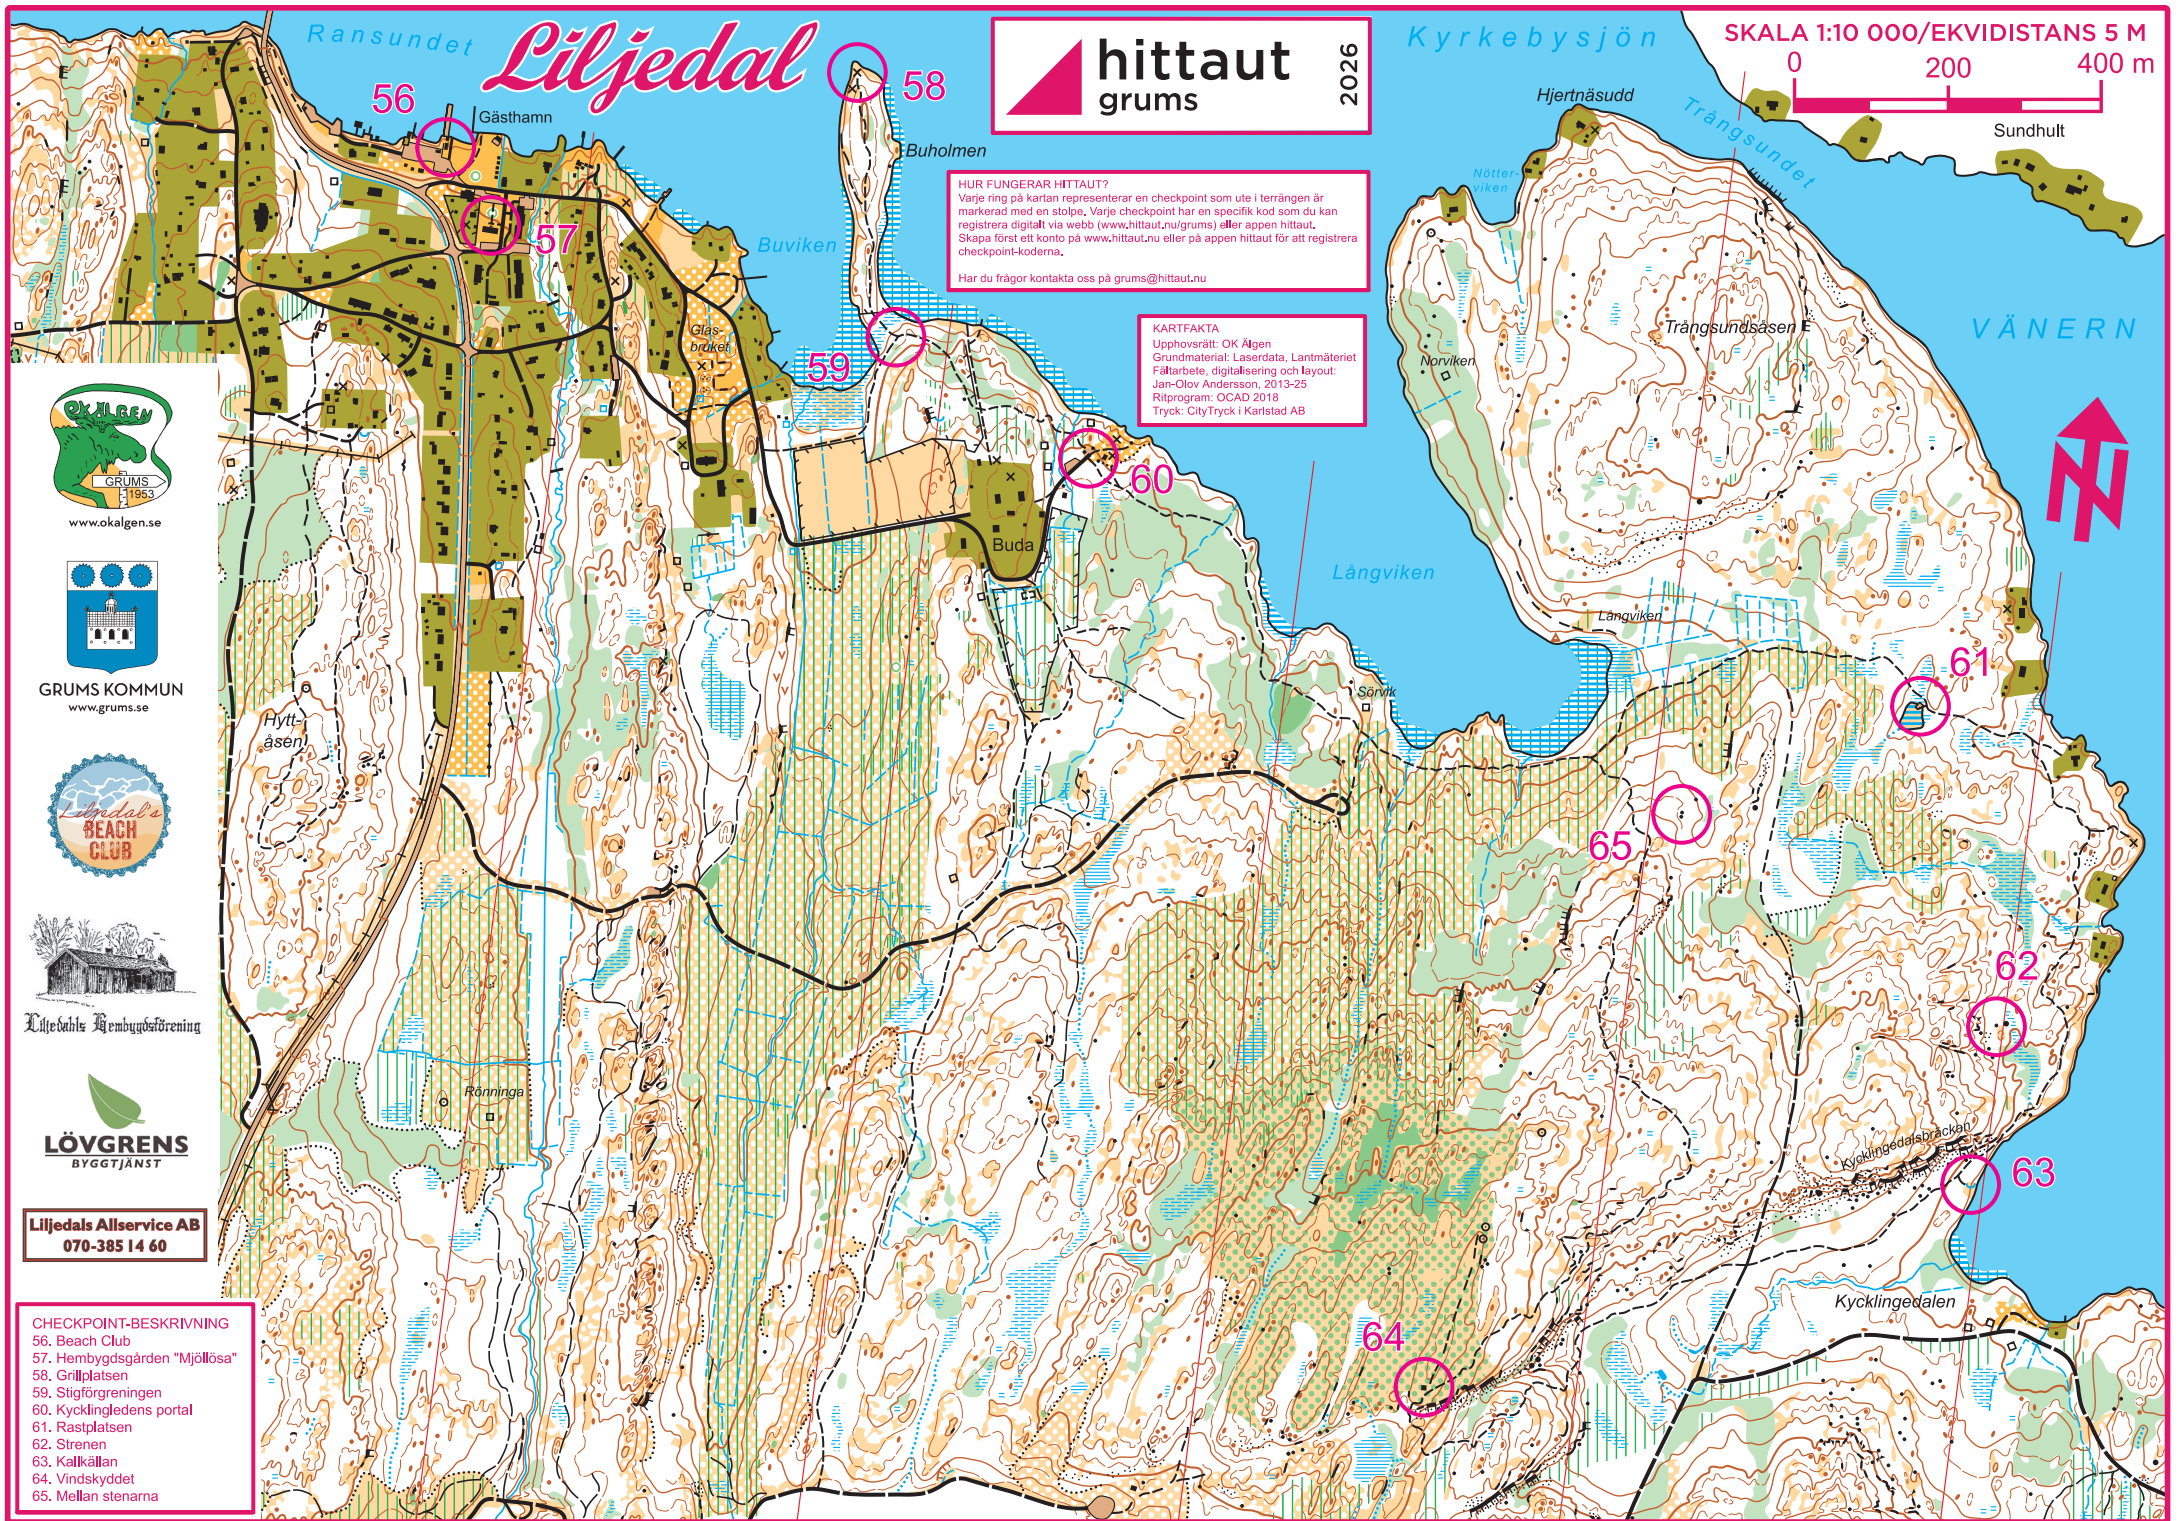 Ransundet
Liljedal
hittaut
grums
2026
Kyrkebysjön
SKALA 1:10 000/EKVIDISTANS 5 M
0 200 400 m
56
58
Gästhamn
Hjertnäsudd
Trångsundet
Sundhult
Buholmen
Nötter-
viken
HUR FUNGERAR HITTAUT?
Varje ring på kartan representerar en checkpoint som ute i terrängen är
markerad med en stolpe. Varje checkpoint har en specifik kod som du kan
registrera digitalt via webb (www.hittaut.nu/grums) eller appen hittaut.
Skapa först ett konto på www.hittaut.nu eller på appen hittaut för att registrera
checkpoint-koderna.
Har du frågor kontakta oss på grums@hittaut.nu
57
Buviken
Glas-
bruket
59
KARTFAKTA
Upphovsrätt: OK Älgen
Grundmaterial: Laserdata, Lantmäteriet
Fältarbete, digitalisering och layout:
Jan-Olov Andersson, 2013-25
Ritprogram: OCAD 2018
Tryck: CityTryck i Karlstad AB
Trångsundsåsen
VÄNERN
Norviken
OK ÄLGEN
GRUMS
1953
www.okalgen.se
60
Buda
Långviken
Långviken
GRUMS KOMMUN
www.grums.se
61
Sörvik
Hytt-
åsen
Liljedal's
BEACH
CLUB
65
62
Liljedahls Hembygdsförening
Rönninga
LÖVGRENS
BYGGTJÄNST
Kycklingedalsbräckan
63
Liljedals Allservice AB
070-385 14 60
Kycklingedalen
64
CHECKPOINT-BESKRIVNING
56. Beach Club
57. Hembygdsgården "Mjöllösa"
58. Grillplatsen
59. Stigförgreningen
60. Kycklingledens portal
61. Rastplatsen
62. Strenen
63. Kallkällan
64. Vindskyddet
65. Mellan stenarna